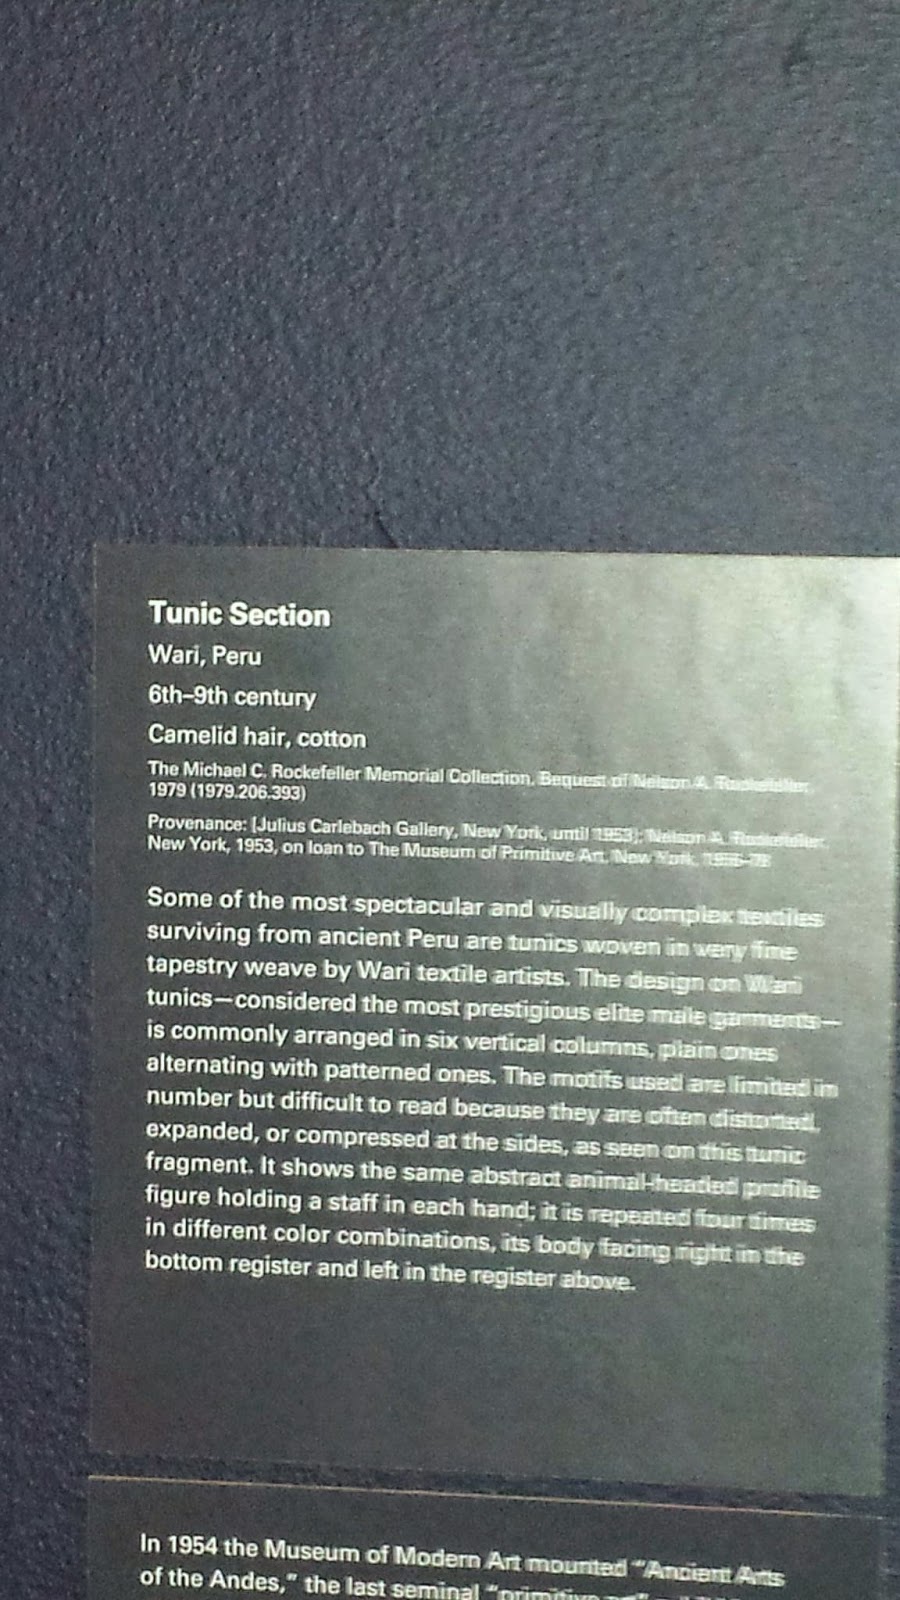 Tunic Section
Wari, Peru
6th–9th century
Camelid hair, cotton
The Michael C. Rockefeller Memorial Collection, Bequest of Nelson A. Rockefeller,
1979 (1979.206.393)
Provenance: [Julius Carlebach Gallery, New York, until 1953]; Nelson A. Rockefeller,
New York, 1953, on loan to The Museum of Primitive Art, New York,
Some of the most spectacular and visually complex textiles
surviving from ancient Peru are tunics woven in very fine
tapestry weave by Wari textile artists. The design on Wari
tunics—considered the most prestigious elite male garments—
is commonly arranged in six vertical columns, plain ones
alternating with patterned ones. The motifs used are limited in
number but difficult to read because they are often distorted,
expanded, or compressed at the sides, as seen on this tunic
fragment. It shows the same abstract animal-headed profile
figure holding a staff in each hand; it is repeated four times
in different color combinations, its body facing right in the
bottom register and left in the register above.
In 1954 the Museum of Modern Art mounted “Ancient Arts
of the Andes,” the last seminal “primitive